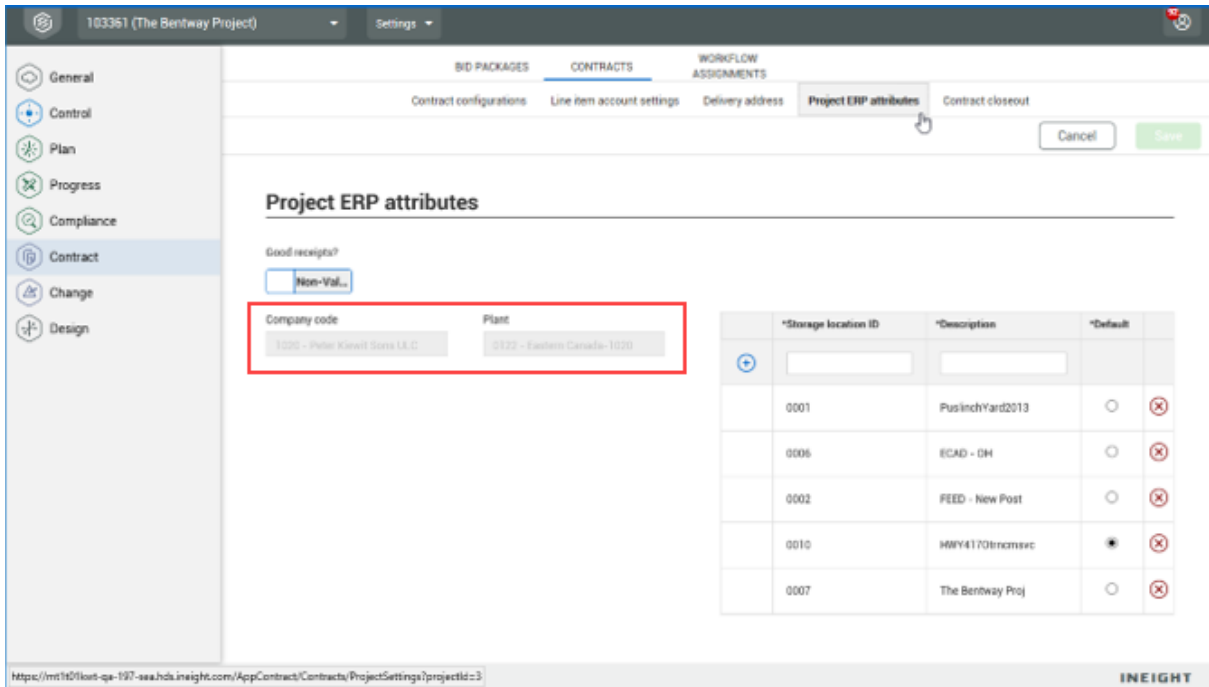 103361 (The Bentway Project)
Settings
General
Control
Plan
Progress
Compliance
Contract
Change
Design
BID PACKAGES
CONTRACTS
WORKFLOW
ASSIGNMENTS
Contract configurations
Line item account settings
Delivery address
Project ERP attributes
Contract closeout
Cancel
Save
Project ERP attributes
Good receipts?
Non-Val...
Company code
Plant
1020 - Peter Kiewit Sons ULC
0122 - Eastern Canada-1020
*Storage location ID *Description *Default
0001 PuslinchYard2013
0006 ECAD - OH
0002 FEED - New Post
0010
0007 The Bentway Proj
INEIGHT